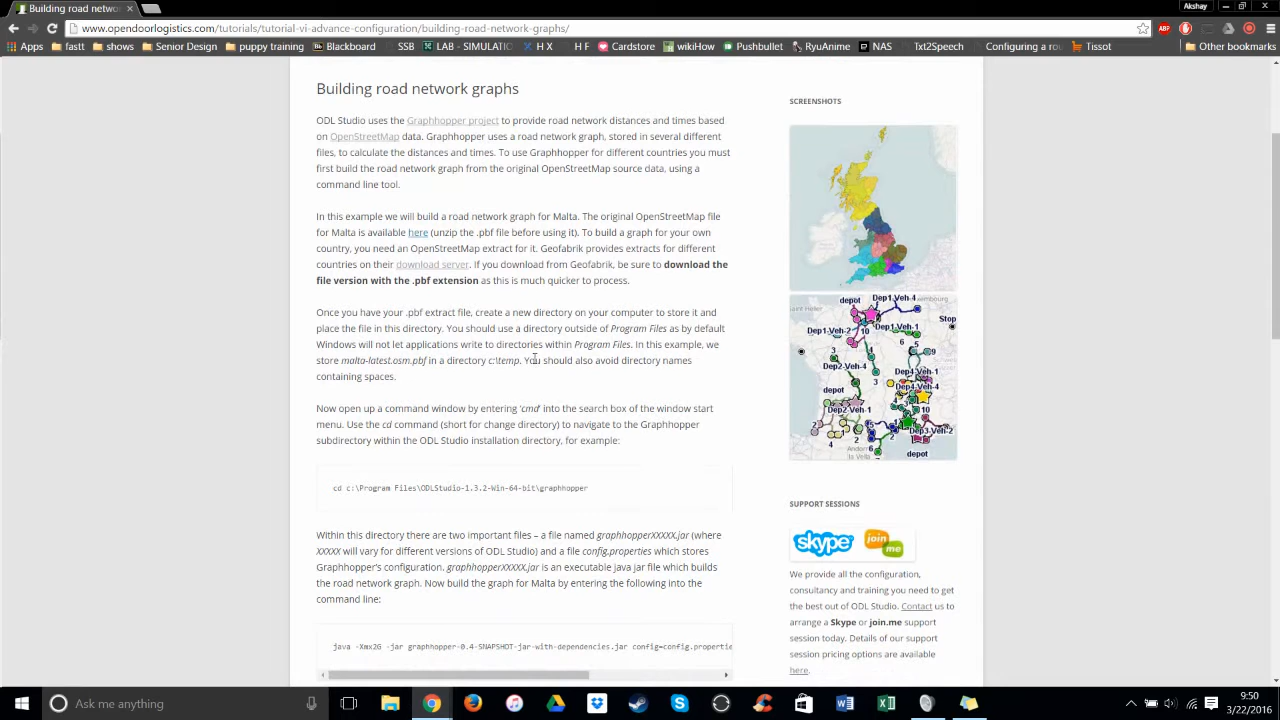 Building road networ
Akshay
www.opendoorlogistics.com/tutorials/tutorial-vi-advance-configuration/building-road-network-graphs/
Apps fastt shows Senior Design puppy training Blackboard SSB LAB - SIMULATIO H X H F Cardstore wikiHow Pushbullet RyuAnime NAS Txt2Speech Configuring a rou Tissot Other bookmarks
Building road network graphs
ODL Studio uses the Graphhopper project to provide road network distances and times based
on OpenStreetMap data. Graphhopper uses a road network graph, stored in several different
files, to calculate the distances and times. To use Graphhopper for different countries you must
first build the road network graph from the original OpenStreetMap source data, using a
command line tool.
In this example we will build a road network graph for Malta. The original OpenStreetMap file
for Malta is available here (unzip the .pbf file before using it). To build a graph for your own
country, you need an OpenStreetMap extract for it. Geofabrik provides extracts for different
countries on their download server. If you download from Geofabrik, be sure to download the
file version with the .pbf extension as this is much quicker to process.
Once you have your .pbf extract file, create a new directory on your computer to store it and
place the file in this directory. You should use a directory outside of Program Files as by default
Windows will not let applications write to directories within Program Files. In this example, we
store malta-latest.osm.pbf in a directory c:\temp. You should also avoid directory names
containing spaces.
Now open up a command window by entering 'cmd' into the search box of the window start
menu. Use the cd command (short for change directory) to navigate to the Graphhopper
subdirectory within the ODL Studio installation directory, for example:
cd c:\Program Files\ODLStudio-1.3.2-Win-64-bit\graphhopper
Within this directory there are two important files – a file named graphhopperXXXXX.jar (where
XXXXX will vary for different versions of ODL Studio) and a file config.properties which stores
Graphhopper's configuration. graphhopperXXXXX.jar is an executable java jar file which builds
the road network graph. Now build the graph for Malta by entering the following into the
command line:
java -Xmx2G -jar graphhopper-0.4-SNAPSHOT-jar-with-dependencies.jar config=config.propertie
SCREENSHOTS
depot Dep1-Veh-4
Dep1-Veh-2 Dep1-Veh-1 Stop
10 6 5 9
Dep2-Veh-4 3 Dep4-Veh-1
depot Dep4-Veh-4
Dep2-Veh-1 10
2 4 2 6 Dep3-Veh-2
depot
SUPPORT SESSIONS
skype join me
We provide all the configuration,
consultancy and training you need to get
the best out of ODL Studio. Contact us to
arrange a Skype or join.me support
session today. Details of our support
session pricing options are available
here.
Ask me anything
9:50
3/22/2016